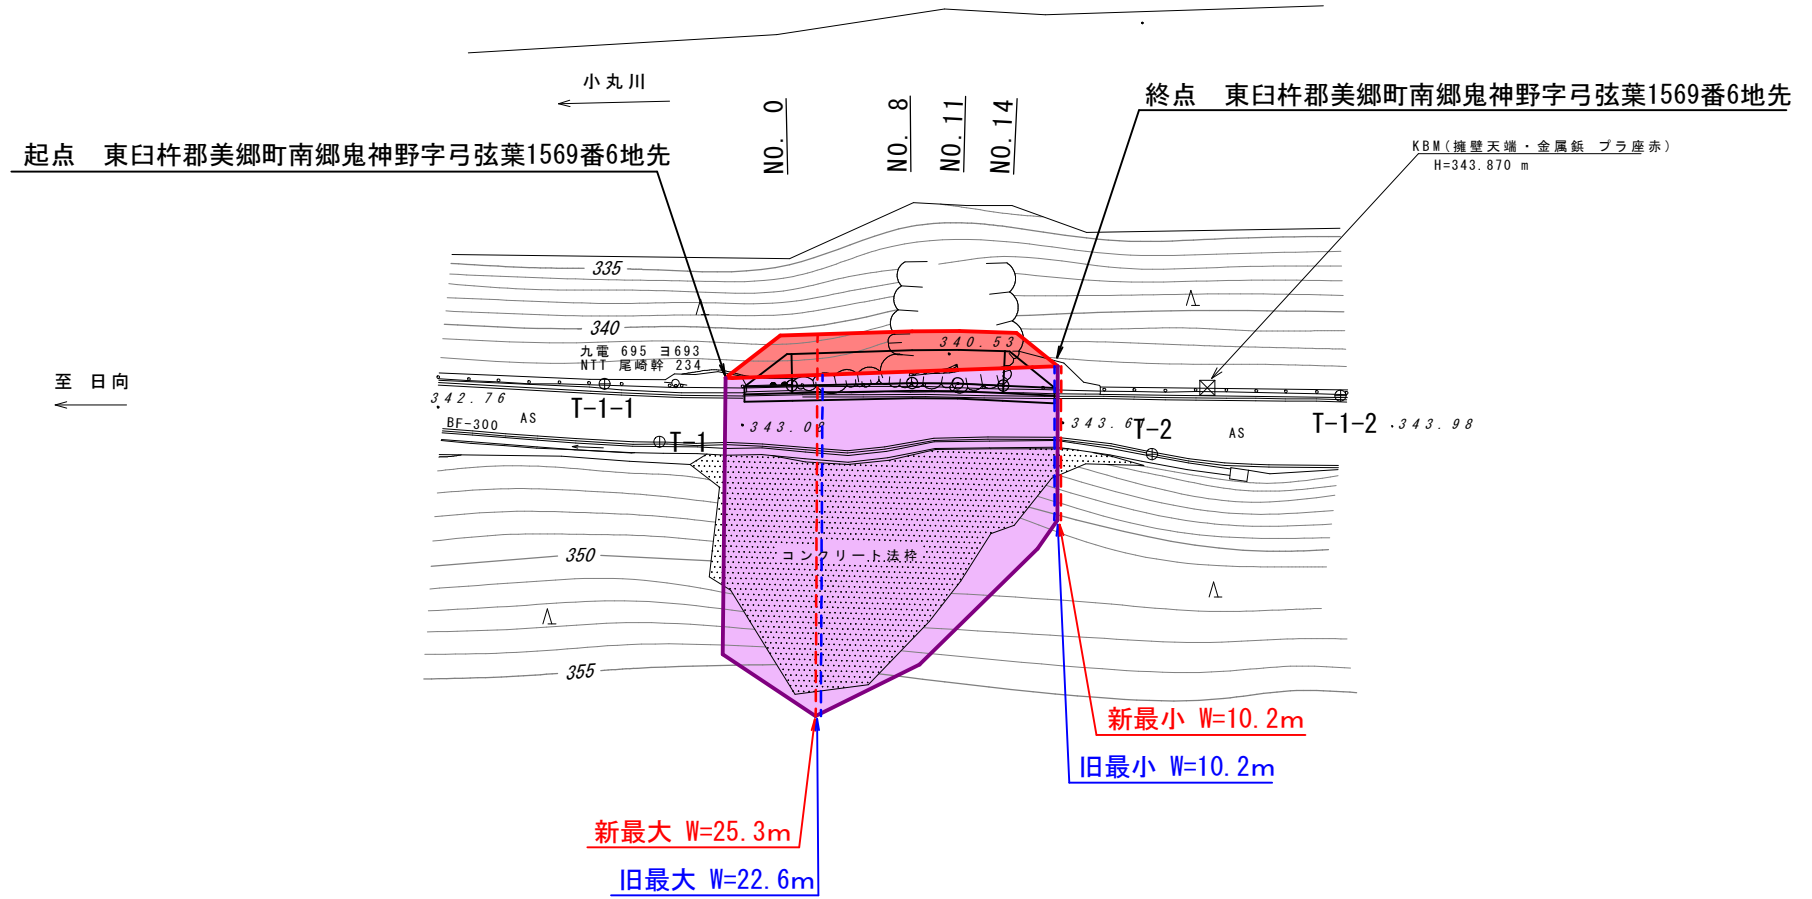 小丸川
NO. 0
NO. 8
NO.11
NO.14
終点 東臼杵郡美郷町南郷鬼神野字弓弦葉1569番6地先
起点 東臼杵郡美郷町南郷鬼神野字弓弦葉1569番6地先
KBM(擁壁天端・金属鋲 プラ座赤)
H=343.870 m
335
340
340.53
九電 695 ヨ693
NTT 尾崎幹 234
至 日向
342.76
T-1-1
BF-300
AS
T-1
343.08
343.6
T-2
AS
T-1-2
343.98
350
コンクリート法枠
355
新最小 W=10.2m
旧最小 W=10.2m
新最大 W=25.3m
旧最大 W=22.6m